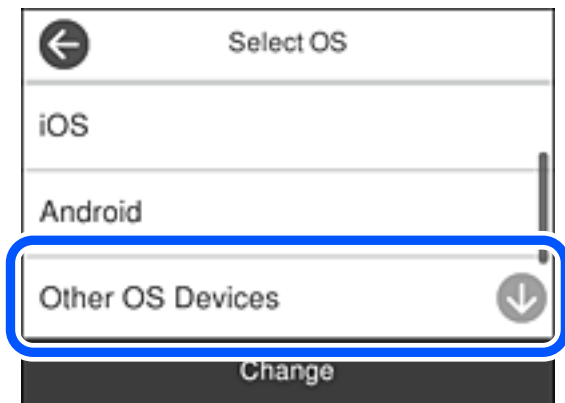 Select OS
iOS
Android
Other OS Devices
Change